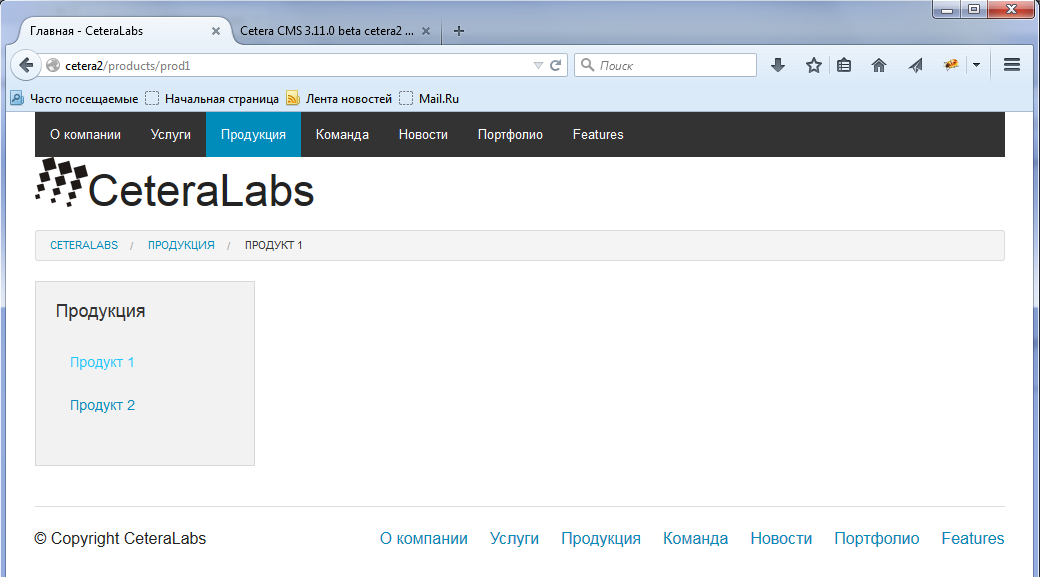 Главная - CeteraLabs
Cetera CMS 3.11.0 beta cetera2 ...
cetera2/products/prod1
Поиск
Часто посещаемые
Начальная страница
Лента новостей
Mail.Ru
О компании
Услуги
Продукция
Команда
Новости
Портфолио
Features
CeteraLabs
CETERALABS / ПРОДУКЦИЯ / ПРОДУКТ 1
Продукция
Продукт 1
Продукт 2
© Copyright CeteraLabs
О компании
Услуги
Продукция
Команда
Новости
Портфолио
Features